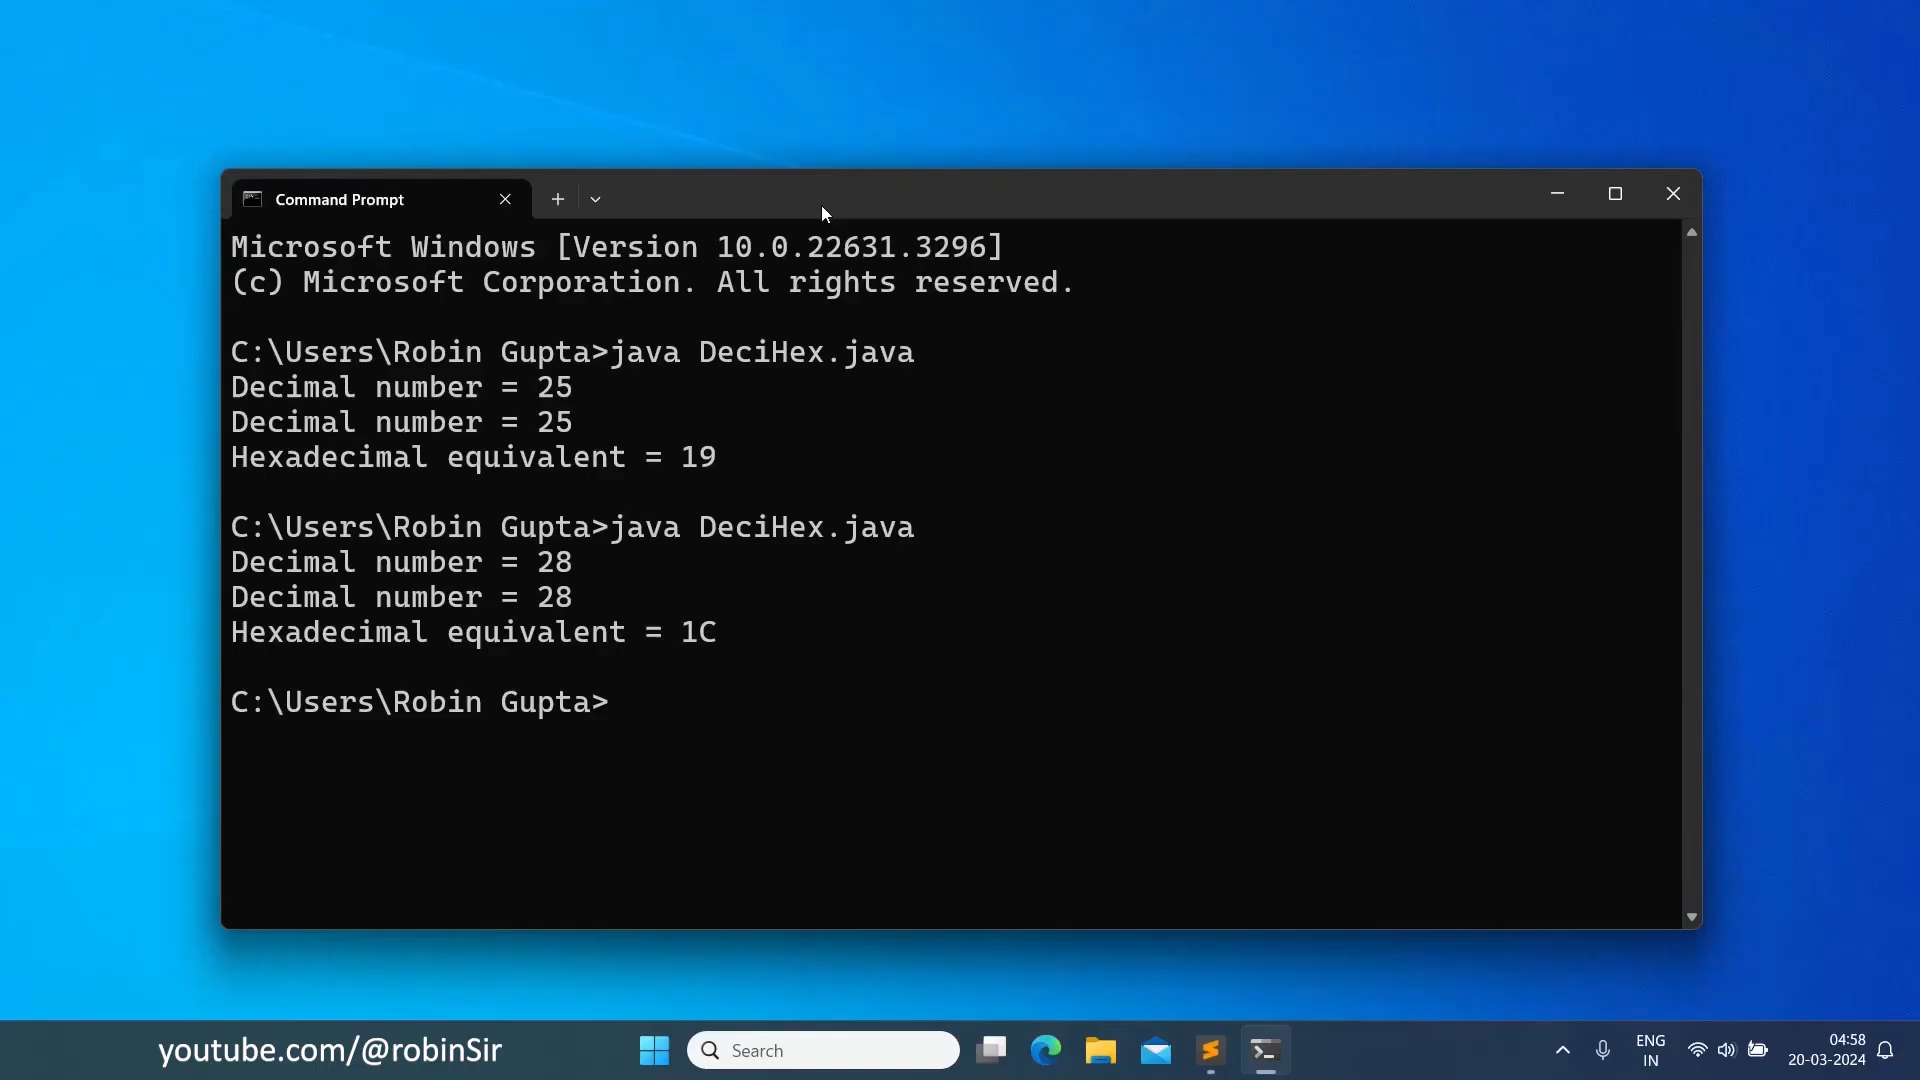 Command Prompt
Microsoft Windows [Version 10.0.22631.3296]
(c) Microsoft Corporation. All rights reserved.
C:\Users\Robin Gupta>java DeciHex.java
Decimal number = 25
Decimal number = 25
Hexadecimal equivalent = 19
C:\Users\Robin Gupta>java DeciHex.java
Decimal number = 28
Decimal number = 28
Hexadecimal equivalent = 1C
C:\Users\Robin Gupta>
youtube.com/@robinSir
Search
ENG
IN
04:58
20-03-2024